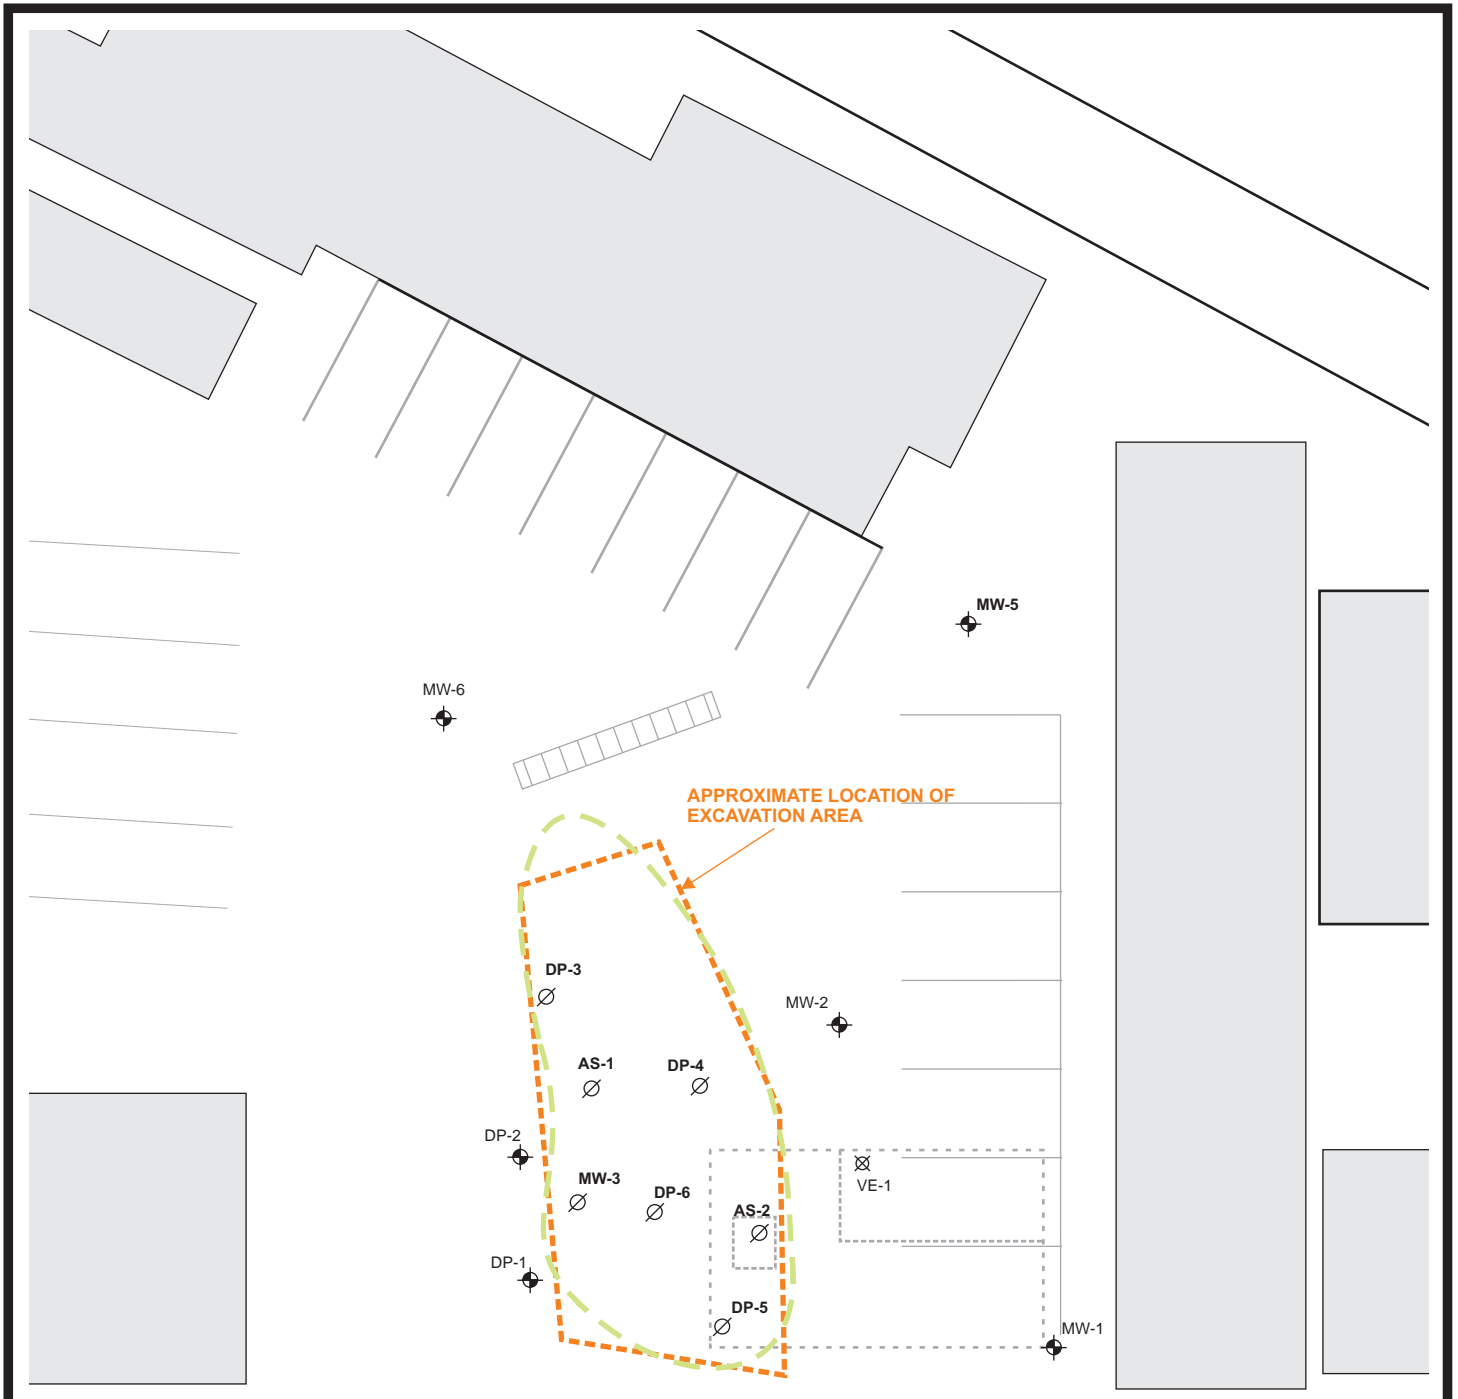 MW-5
MW-6
APPROXIMATE LOCATION OF
EXCAVATION AREA
DP-3
MW-2
AS-1
DP-4
DP-2
MW-3
DP-6
VE-1
AS-2
DP-1
DP-5
MW-1